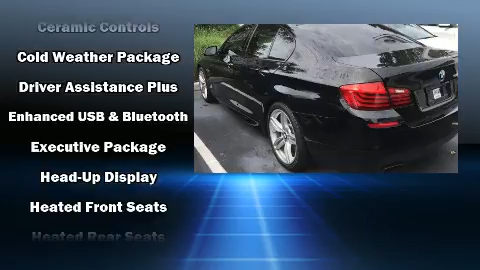 Ceramic Controls
Cold Weather Package
Driver Assistance Plus
Enhanced USB & Bluetooth
Executive Package
Head-Up Display
Heated Front Seats
Heated Rear Seats